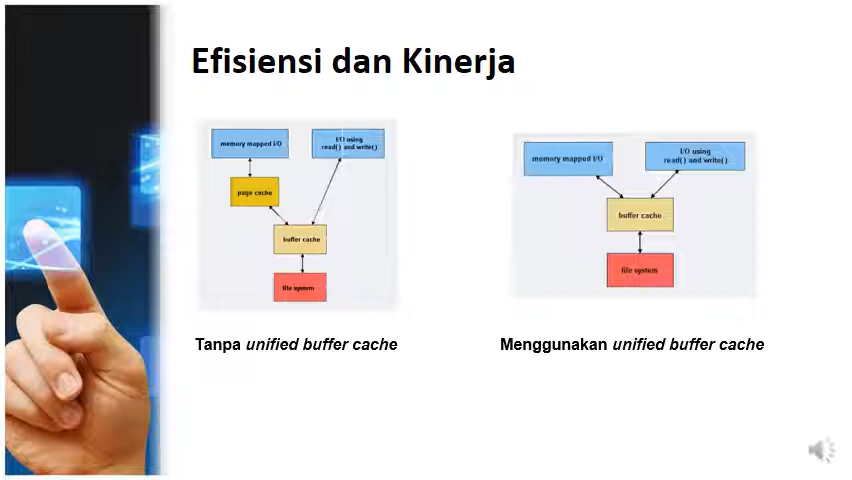 Efisiensi dan Kinerja
memory mapped I/O
I/O using
read() and write()
page cache
buffer cache
file system
Tanpa unified buffer cache
memory mapped I/O
I/O using
read() and write()
buffer cache
file system
Menggunakan unified buffer cache